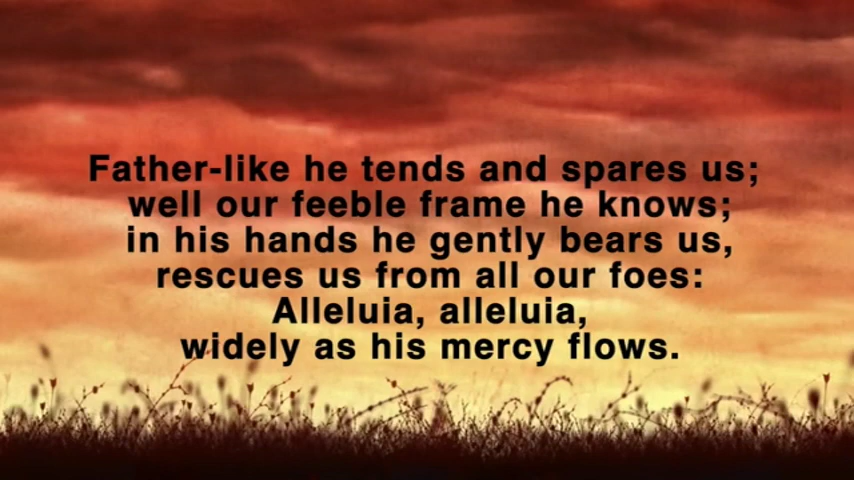 Father-like he tends and spares us;
well our feeble frame he knows;
in his hands he gently bears us,
rescues us from all our foes:
Alleluia, alleluia,
widely as his mercy flows.